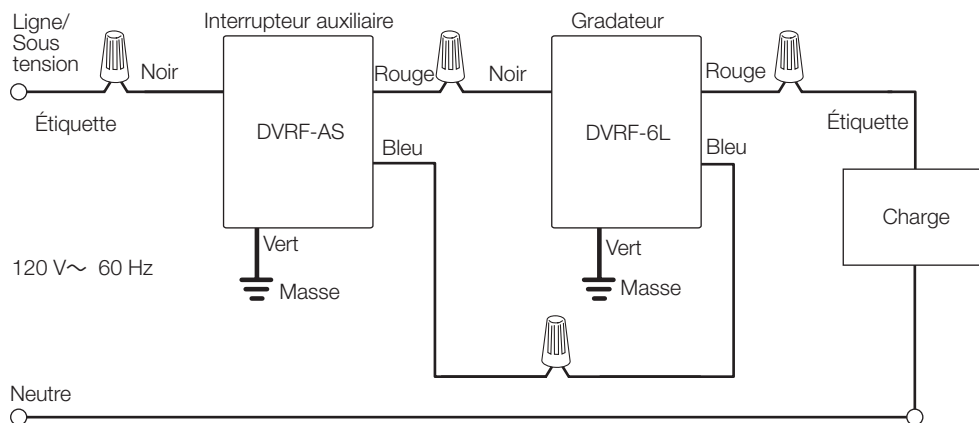 Ligne/
Sous
tension
Interrupteur auxiliaire
Gradateur
Noir
Rouge
Noir
Rouge
Étiquette
DVRF-AS
DVRF-6L
Étiquette
Bleu
Bleu
Charge
Vert
Vert
120 V～ 60 Hz
Masse
Masse
Neutre